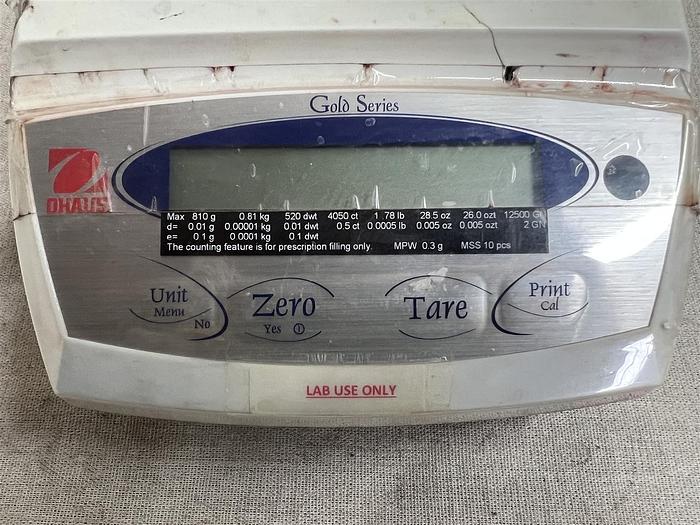 Gold Series
OHAUS
Max 810 g 0.81 kg 520 dwt 4050 ct 1.78 lb 28.5 oz 26.0 ozt 12500 GN
d= 0.01 g 0.00001 kg 0.01 dwt 0.5 ct 0.0005 lb 0.005 oz 0.005 ozt 2 GN
e= 0.1 g 0.0001 kg 0.1 dwt
The counting feature is for prescription filling only. MPW 0.3 g MSS 10 pcs
Unit
Menu
No
Zero
Yes
Tare
Print
Cal
LAB USE ONLY